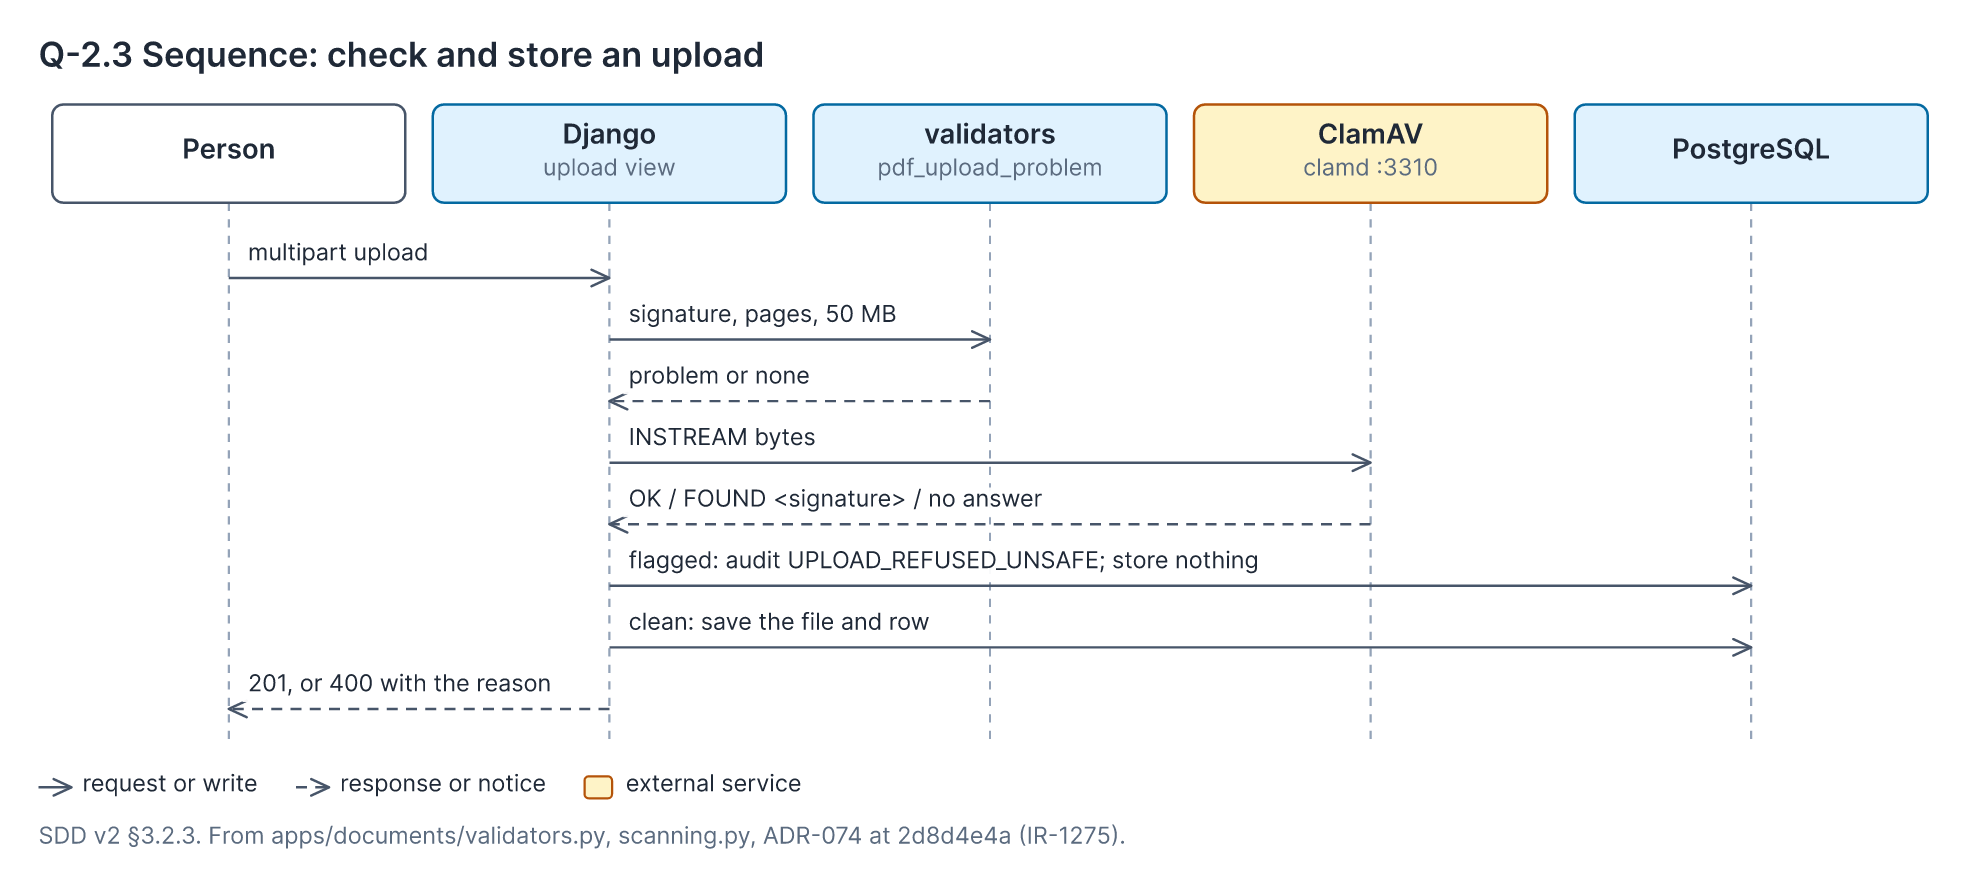 Q-2.3 Sequence: check and store an upload
Person
Django
upload view
validators
pdf_upload_problem
ClamAV
clamd :3310
PostgreSQL
multipart upload
signature, pages, 50 MB
problem or none
INSTREAM bytes
OK / FOUND <signature> / no answer
flagged: audit UPLOAD_REFUSED_UNSAFE; store nothing
clean: save the file and row
201, or 400 with the reason
request or write
response or notice
external service
SDD v2 §3.2.3. From apps/documents/validators.py, scanning.py, ADR-074 at 2d8d4e4a (IR-1275).